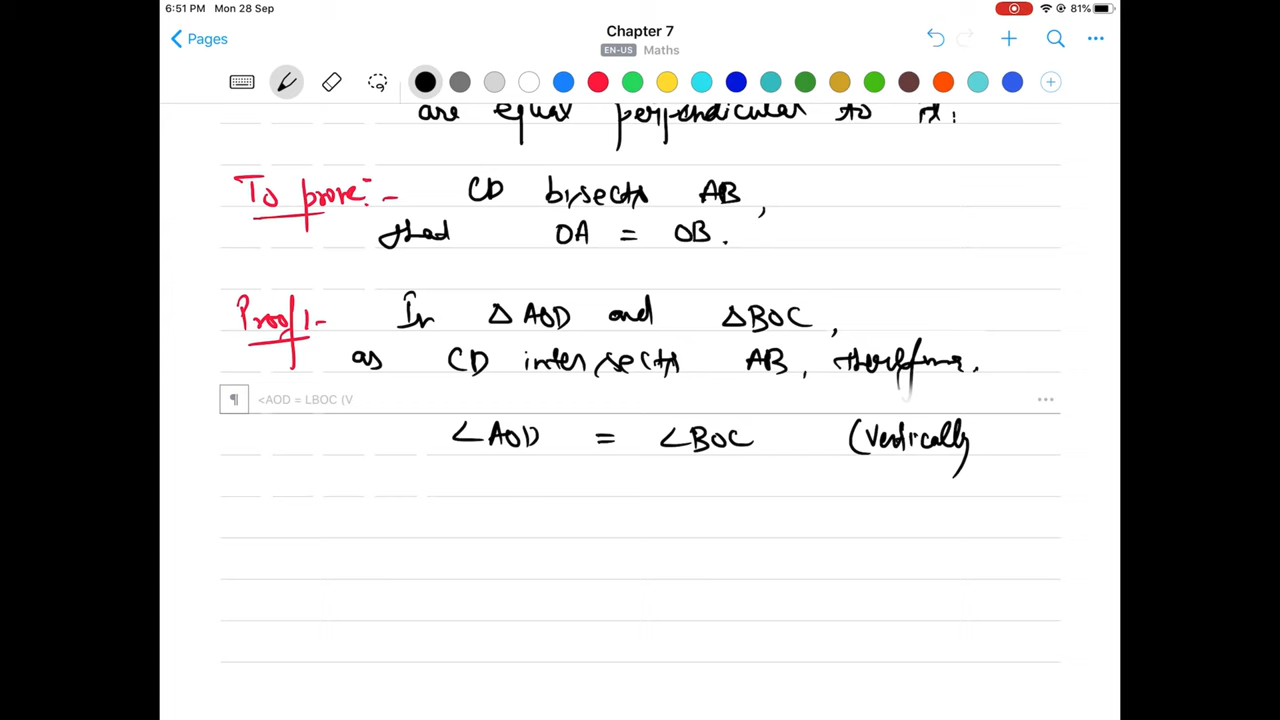 6:51 PM Mon 28 Sep
81%
Pages
Chapter 7
EN-US Maths
are equal perpendicular to it.
To prove:- CD bisects AB,
that OA = OB.
Proof:- In △AOD and △BOC,
as CD intersects AB, therefore.
<AOD = LBOC (V
∠AOD = ∠BOC (Vertically